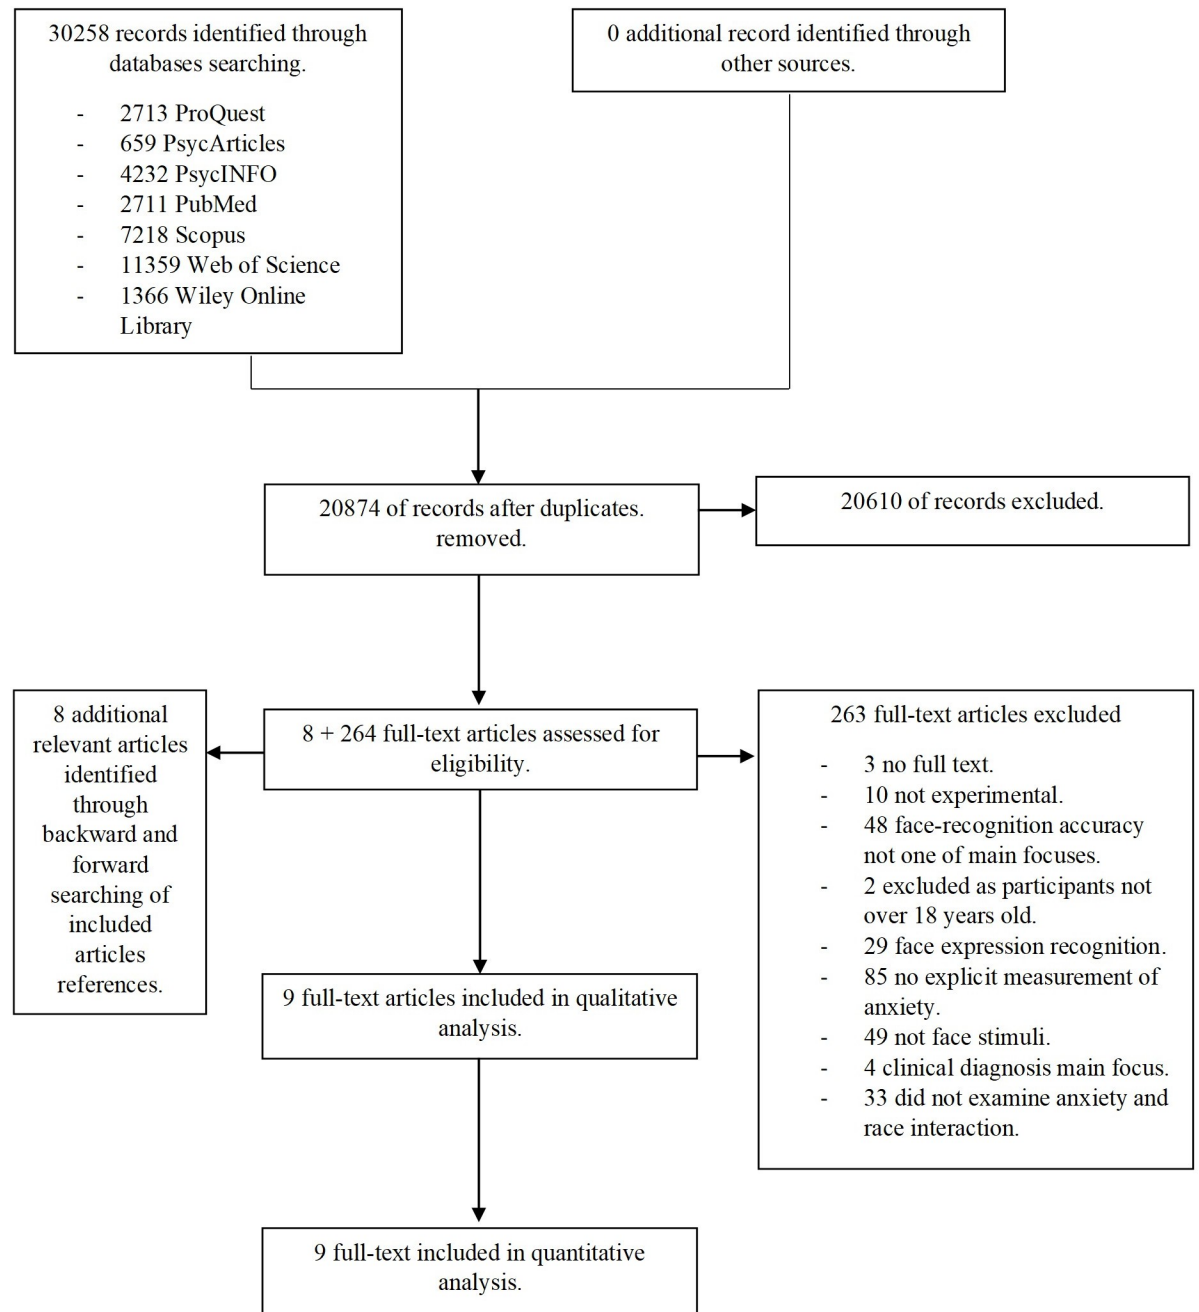 30258 records identified through
databases searching.
- 2713 ProQuest
- 659 PsycArticles
- 4232 PsycINFO
- 2711 PubMed
- 7218 Scopus
- 11359 Web of Science
- 1366 Wiley Online
Library
0 additional record identified through
other sources.
20874 of records after duplicates.
removed.
20610 of records excluded.
8 additional
relevant articles
identified
through
backward and
forward
searching of
included
articles
references.
8 + 264 full-text articles assessed for
eligibility.
263 full-text articles excluded
- 3 no full text.
- 10 not experimental.
- 48 face-recognition accuracy
not one of main focuses.
- 2 excluded as participants not
over 18 years old.
- 29 face expression recognition.
- 85 no explicit measurement of
anxiety.
- 49 not face stimuli.
- 4 clinical diagnosis main focus.
- 33 did not examine anxiety and
race interaction.
9 full-text articles included in qualitative
analysis.
9 full-text included in quantitative
analysis.